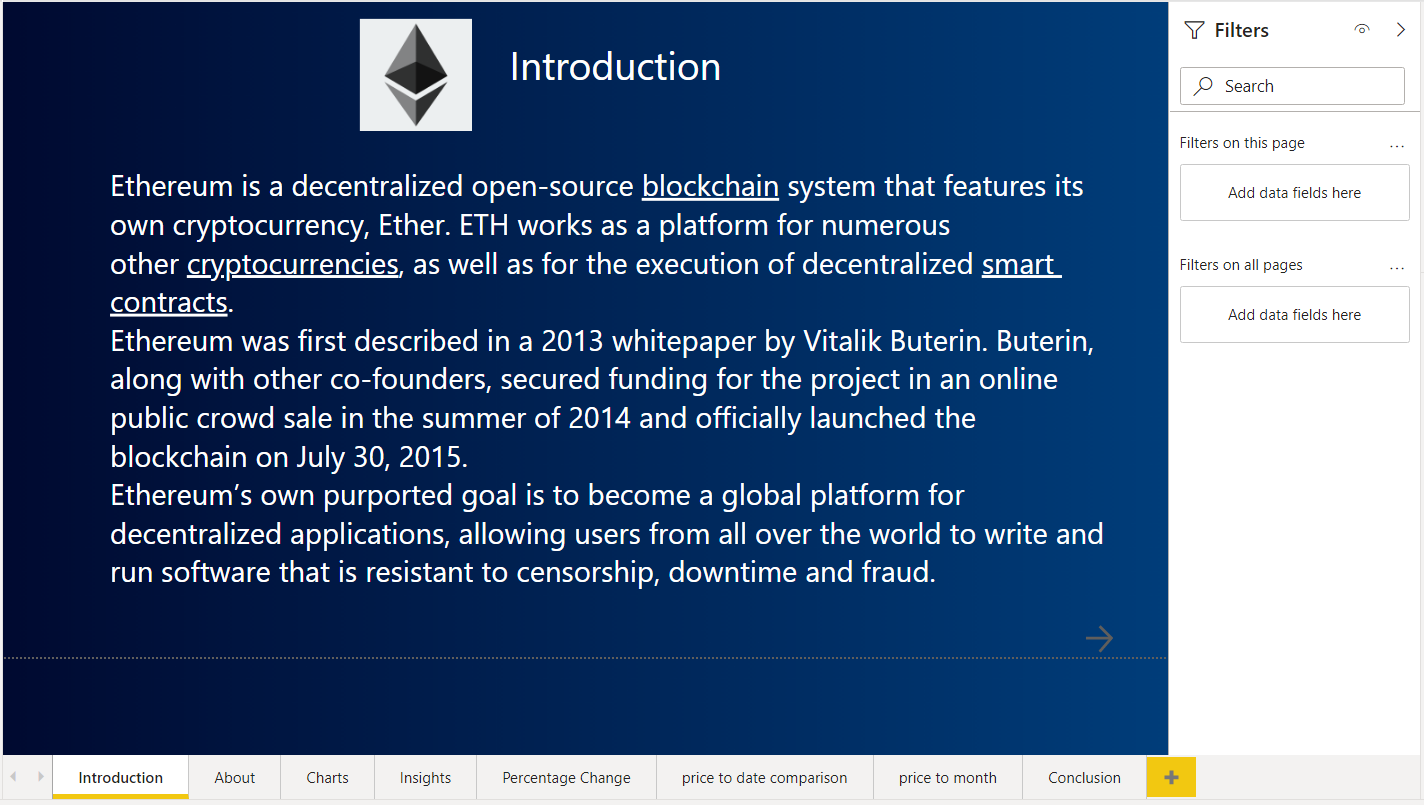 Introduction
Ethereum is a decentralized open-source blockchain system that features its
own cryptocurrency, Ether. ETH works as a platform for numerous
other cryptocurrencies, as well as for the execution of decentralized smart
contracts.
Ethereum was first described in a 2013 whitepaper by Vitalik Buterin. Buterin,
along with other co-founders, secured funding for the project in an online
public crowd sale in the summer of 2014 and officially launched the
blockchain on July 30, 2015.
Ethereum’s own purported goal is to become a global platform for
decentralized applications, allowing users from all over the world to write and
run software that is resistant to censorship, downtime and fraud.
Filters
Search
Filters on this page
...
Add data fields here
Filters on all pages
...
Add data fields here
Introduction About Charts Insights Percentage Change price to date comparison price to month Conclusion